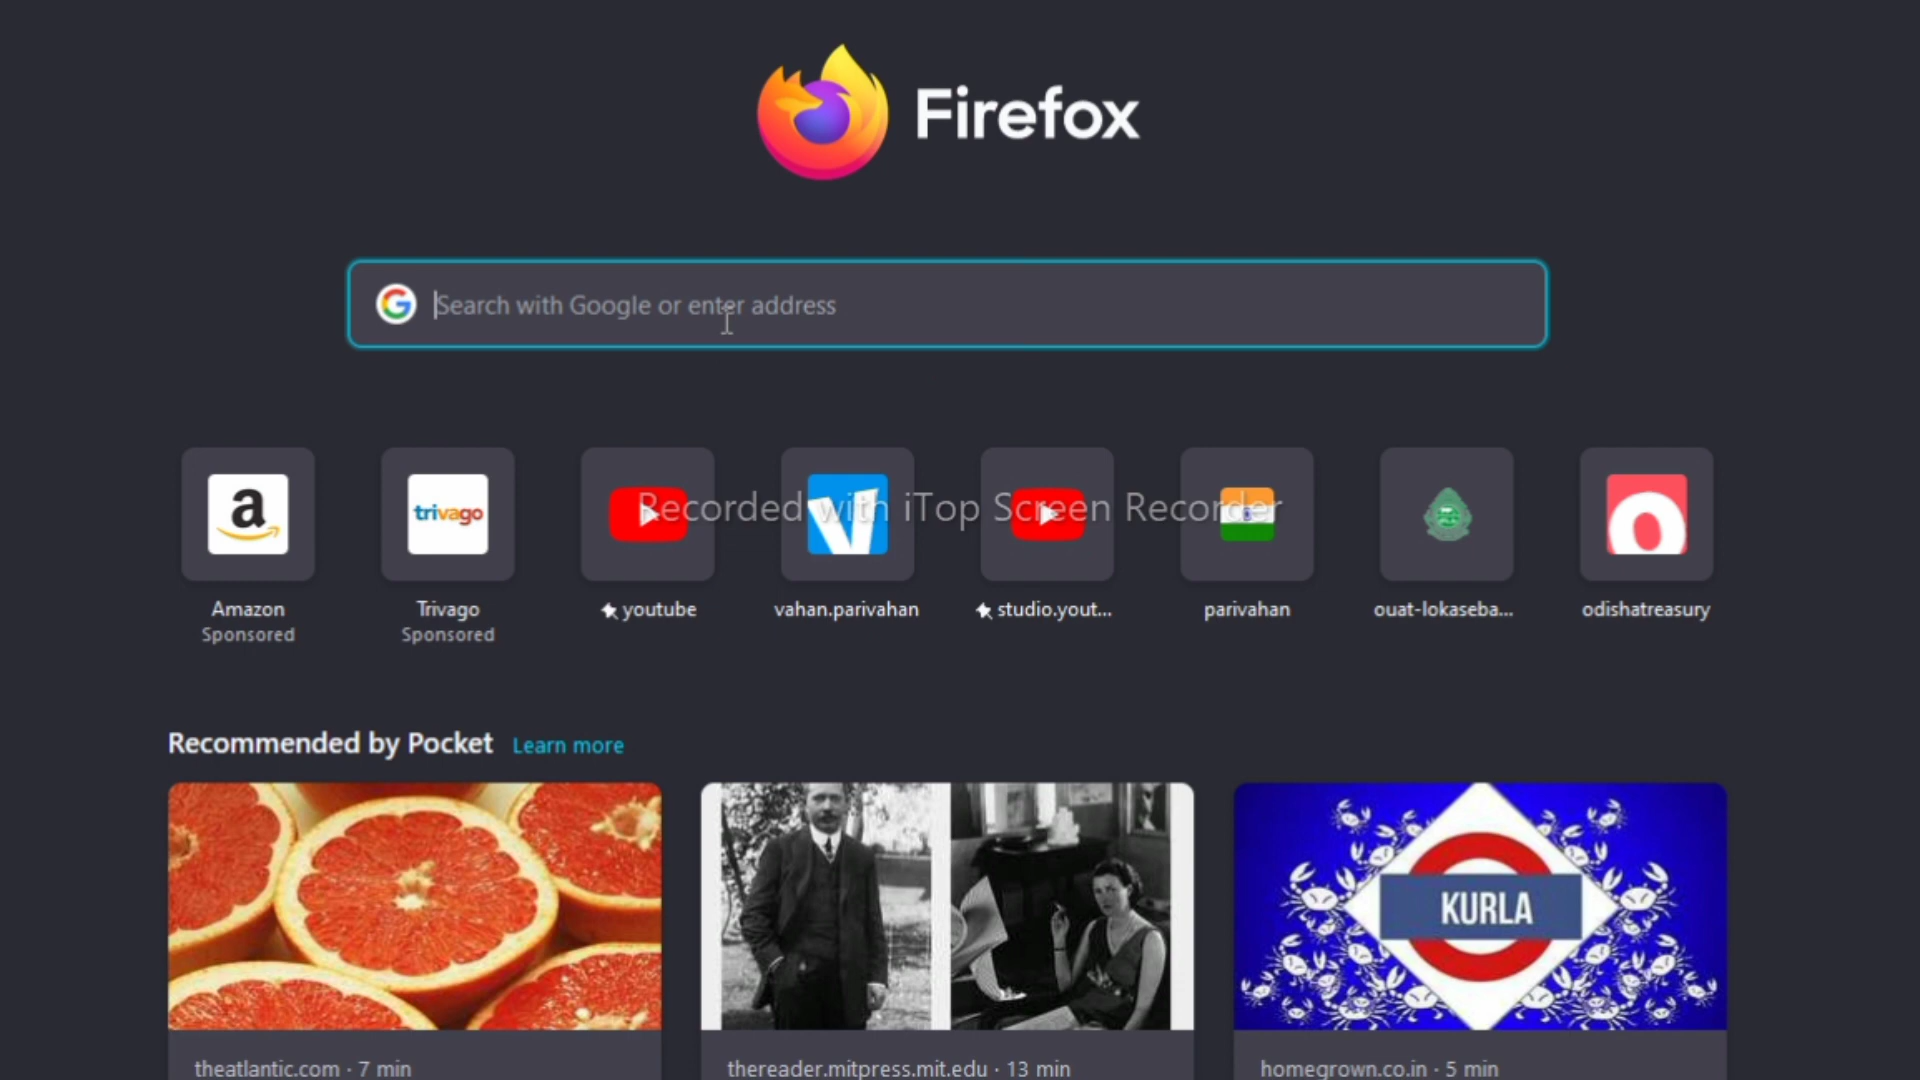 Firefox
Search with Google or enter address
Recorded with iTop Screen Recorder
a
trivago
Amazon
Sponsored
Trivago
Sponsored
youtube
vahan.parivahan
studio.yout...
parivahan
ouat-lokaseba...
odishatreasury
Recommended by Pocket Learn more
KURLA
theatlantic.com · 7 min
thereader.mitpress.mit.edu · 13 min
homegrown.co.in · 5 min